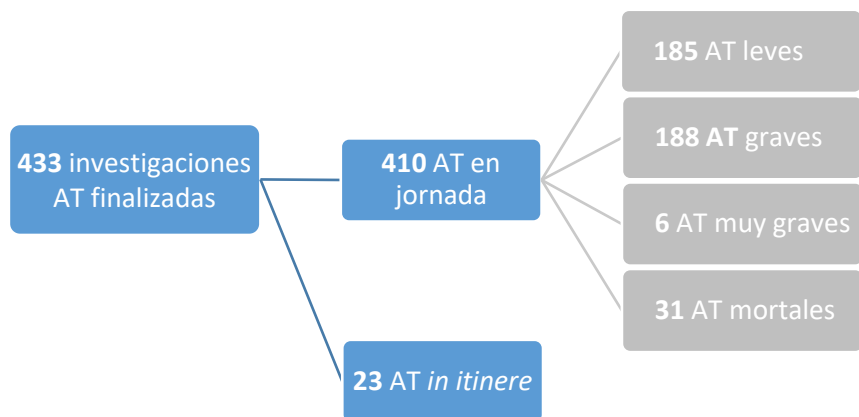 433 investigaciones
AT finalizadas
410 AT en
jornada
23 AT in itinere
185 AT leves
188 AT graves
6 AT muy graves
31 AT mortales